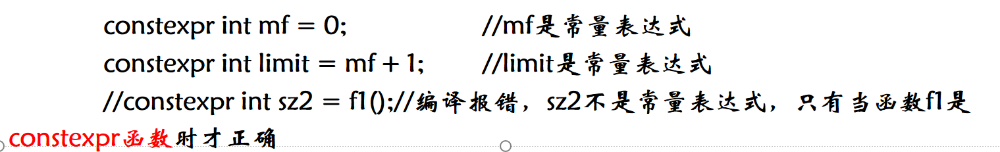 constexpr int mf = 0; //mf是常量表达式
constexpr int limit = mf + 1; //limit是常量表达式
//constexpr int sz2 = f1();//编译报错，sz2不是常量表达式，只有当函数f1是
constexpr函数时才正确